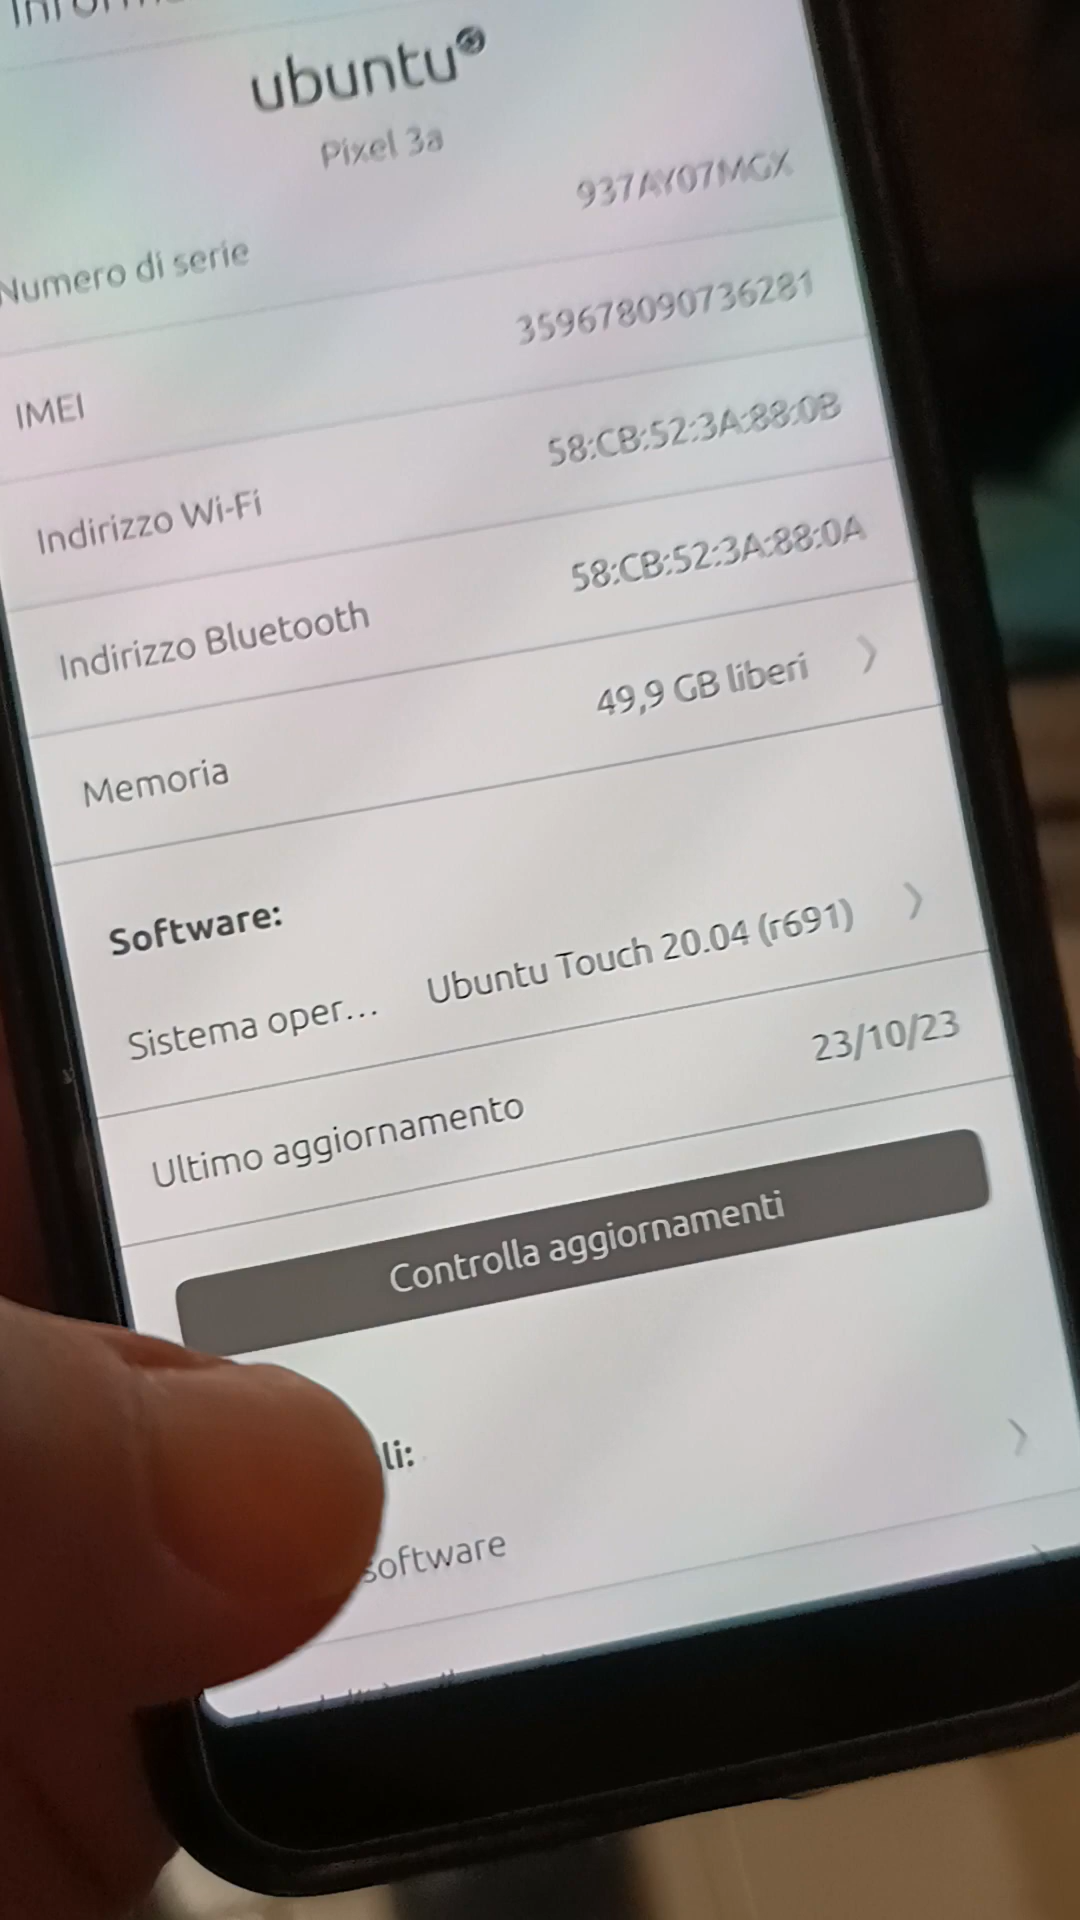 ubuntu
Pixel 3a
Numero di serie 937AY07MGX
IMEI 359678090736281
Indirizzo Wi-Fi 58:CB:52:3A:88:0B
Indirizzo Bluetooth 58:CB:52:3A:88:0A
Memoria 49,9 GB liberi
Software:
Sistema oper... Ubuntu Touch 20.04 (r691)
Ultimo aggiornamento 23/10/23
Controlla aggiornamenti
li:
software